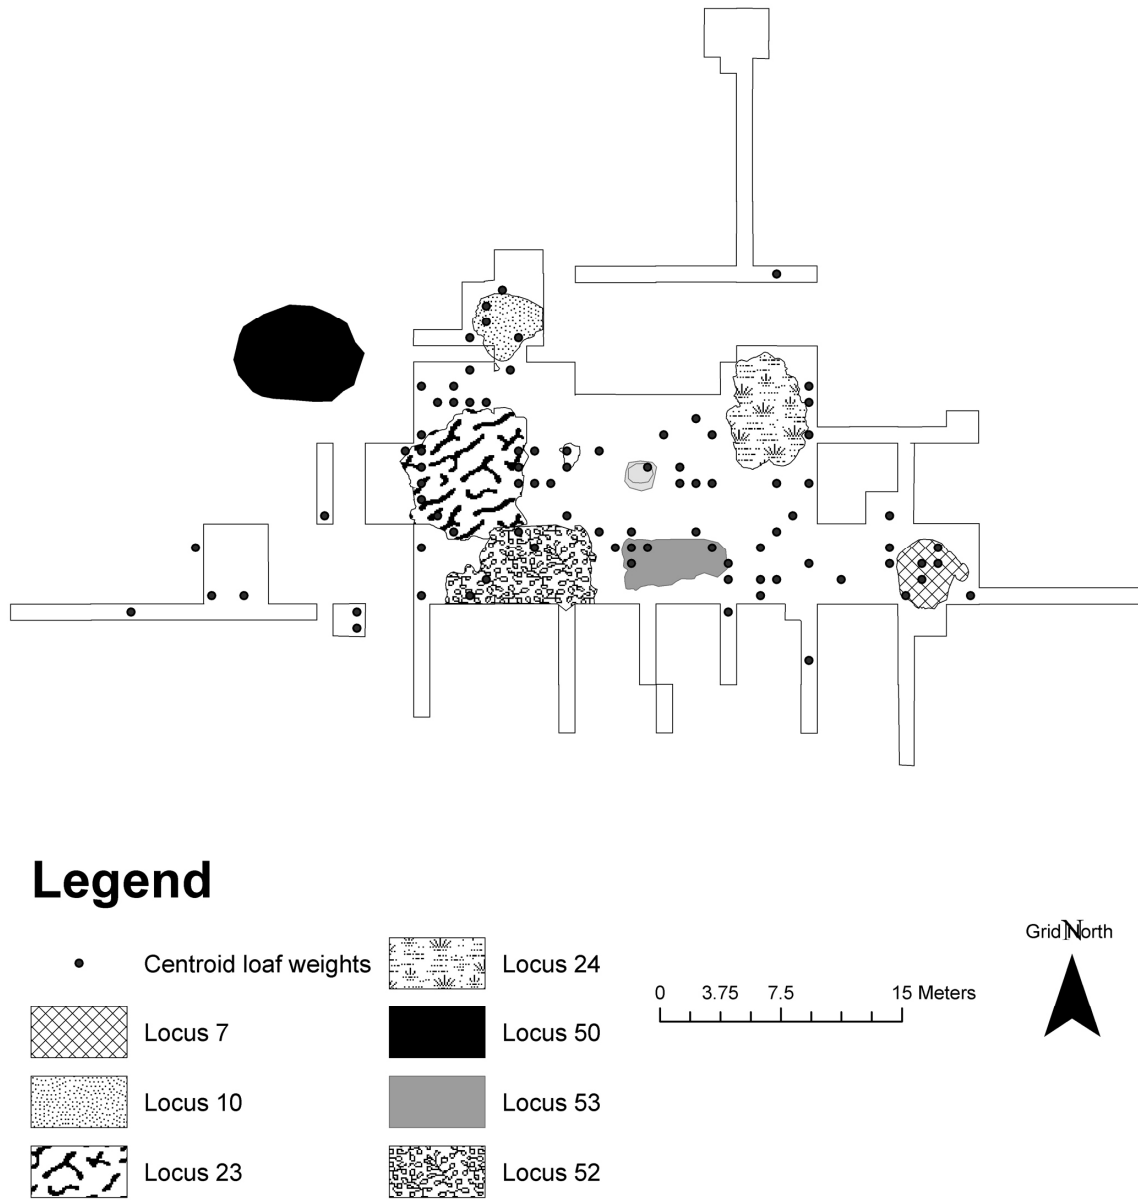 Legend
Centroid loaf weights
Locus 7
Locus 10
Locus 23
Locus 24
Locus 50
Locus 53
Locus 52
0 3.75 7.5 15 Meters
Grid North
N